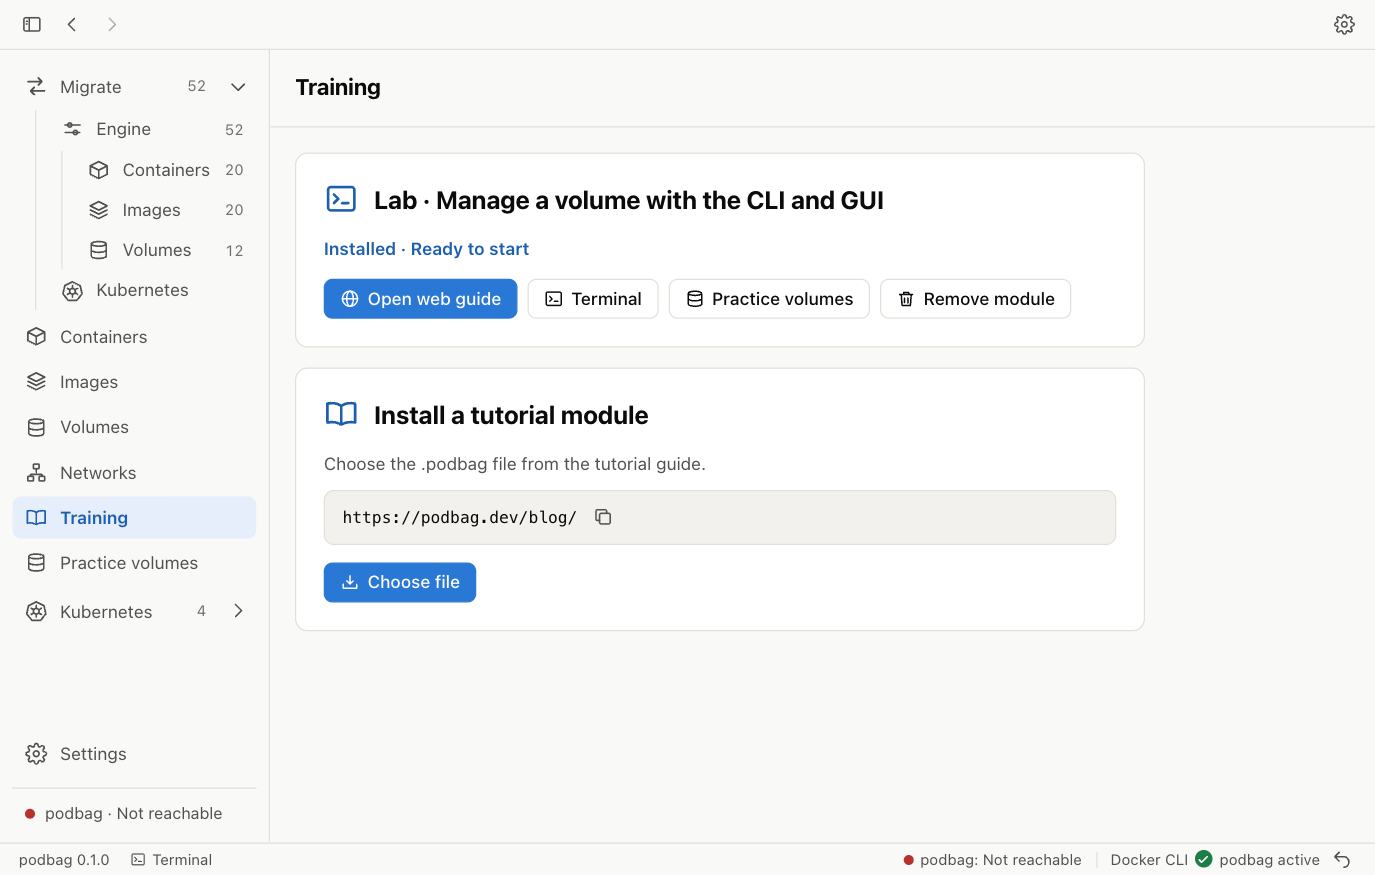 Migrate 52
Engine 52
Containers 20
Images 20
Volumes 12
Kubernetes
Containers
Images
Volumes
Networks
Training
Practice volumes
Kubernetes 4
Settings
podbag · Not reachable
Training
Lab · Manage a volume with the CLI and GUI
Installed · Ready to start
Open web guide Terminal Practice volumes Remove module
Install a tutorial module
Choose the .podbag file from the tutorial guide.
https://podbag.dev/blog/
Choose file
podbag 0.1.0 Terminal podbag: Not reachable Docker CLI podbag active